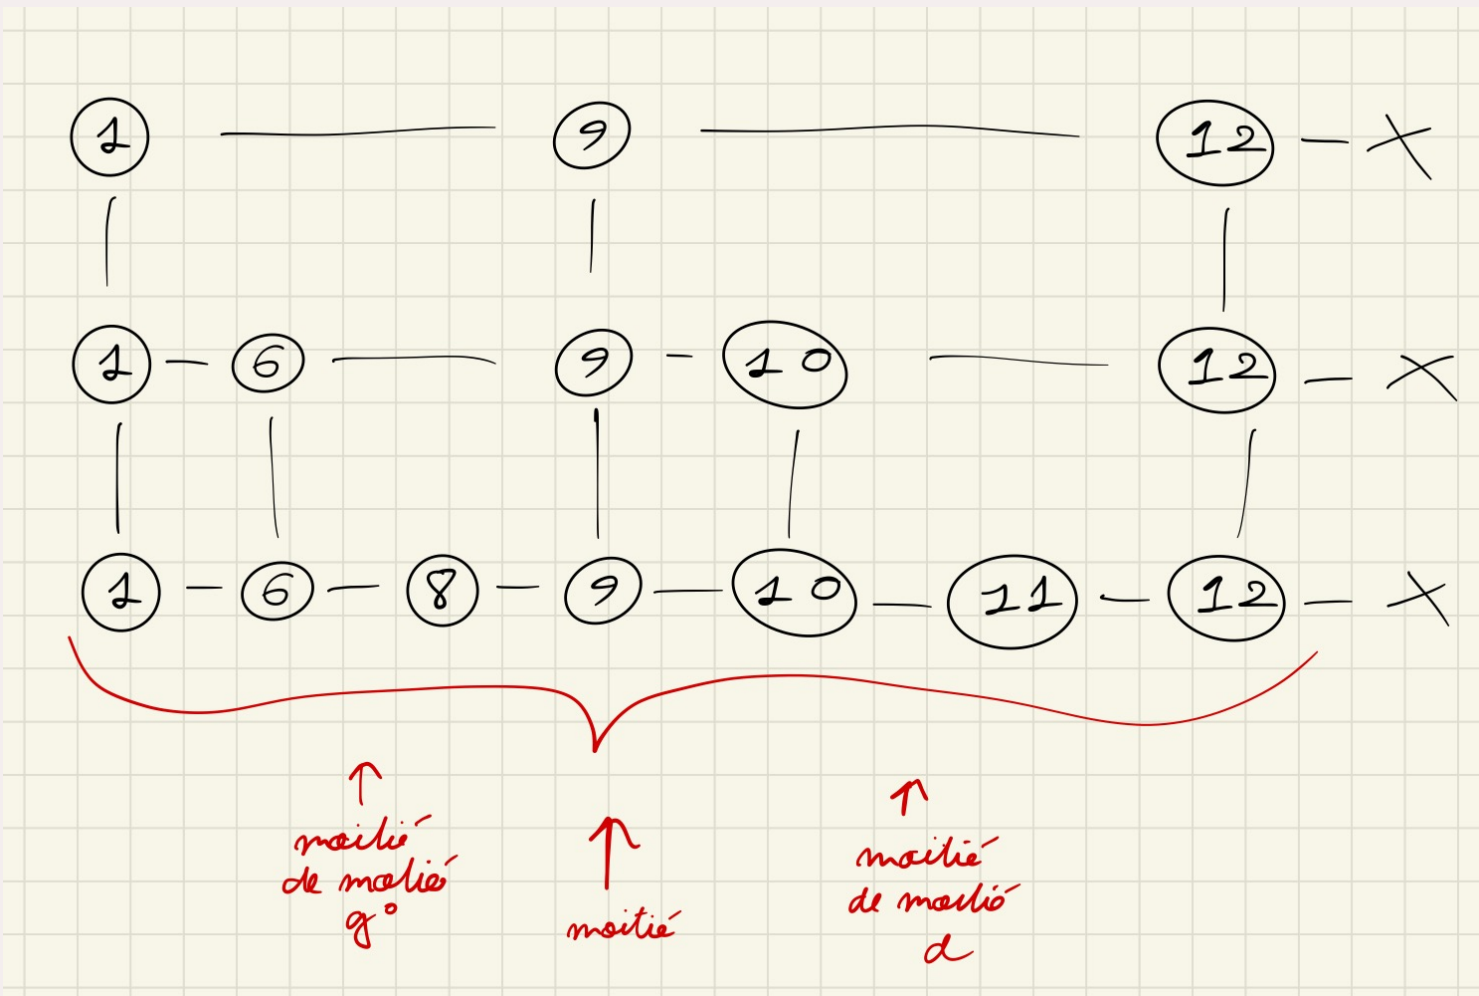 1 9 12 X
1 6 9 10 12 X
1 6 8 9 10 11 12 X
moitié
de motié
g°
moitié
moitié
de moitié
d